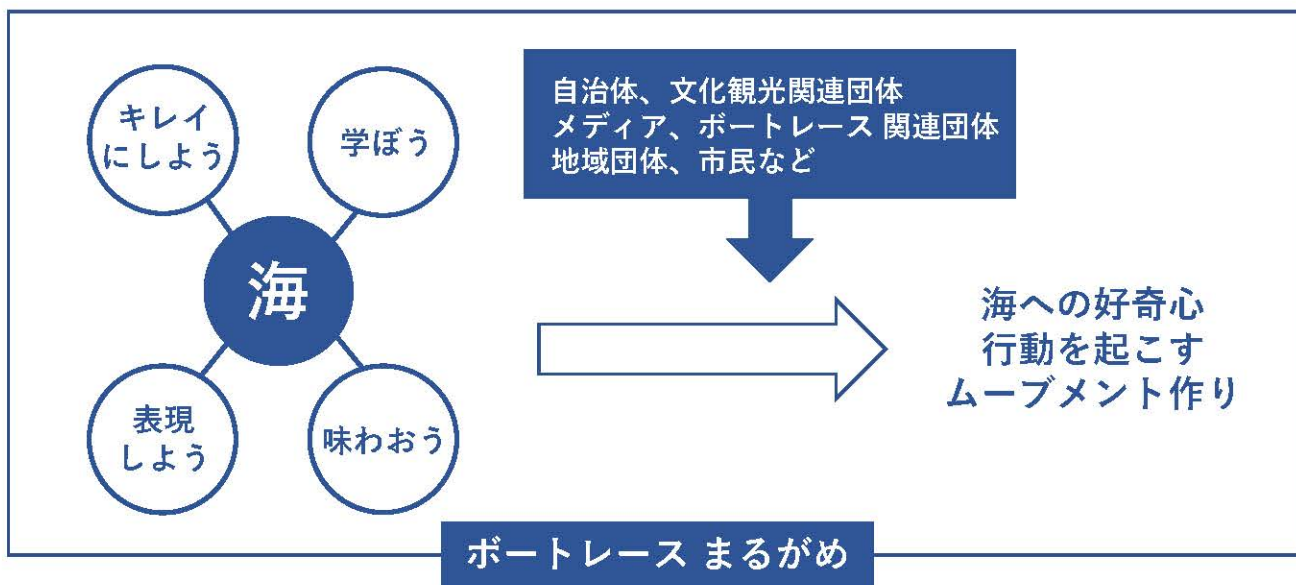 キレイ
にしよう
学ぼう
海
表現
しよう
味わおう
自治体、文化観光関連団体
メディア、ボートレース 関連団体
地域団体、市民など
海への好奇心
行動を起こす
ムーブメント作り
ボートレース まるがめ